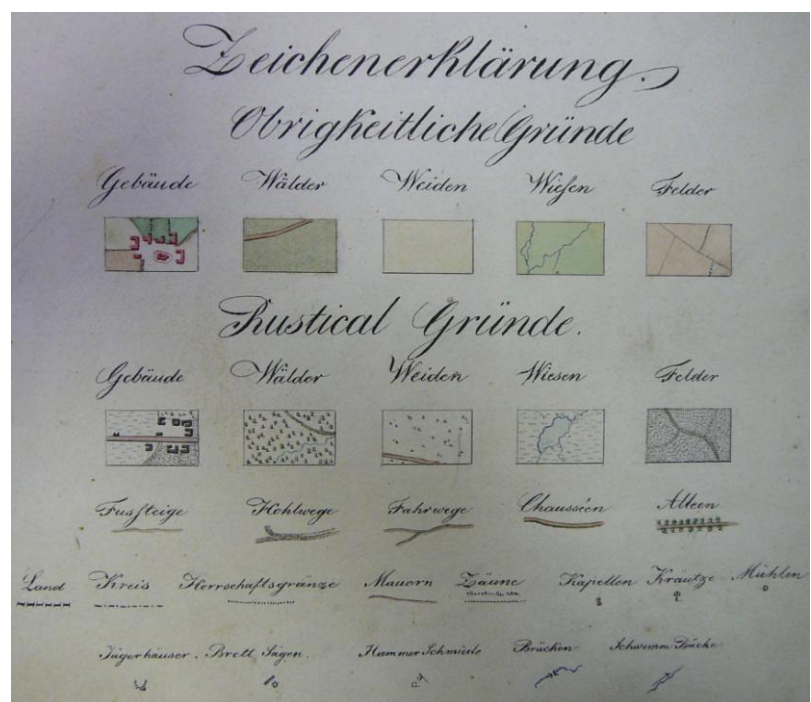 Zeichenerklärung.
Obrigkeitliche Gründe
Gebäude Wälder Weiden Wiesen Felder
Rustical Gründe.
Gebäude Wälder Weiden Wiesen Felder
Fussteige Hohlwege Fahrwege Chausséen Alleen
Land Kreis Herrschaftsgränze Mauern Zäune Kapellen Kräutze Mühlen
Jägerhäuser. Brett Sägen. Hammer Schmiede Brücken Schwemm Bäche